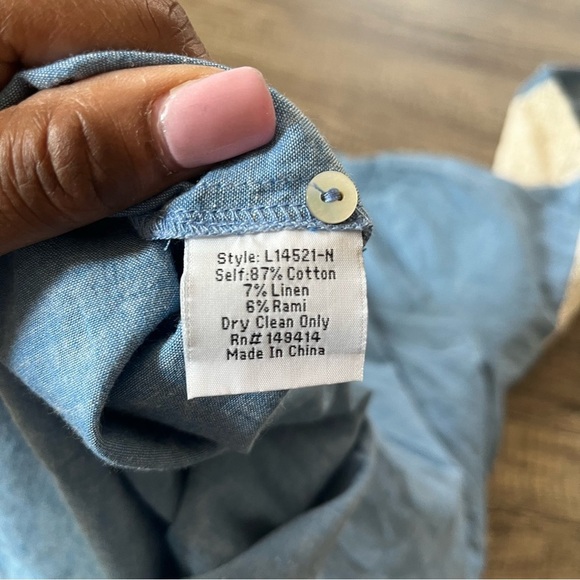 Style: L14521-N
Self:87% Cotton
7% Linen
6% Rami
Dry Clean Only
Rn# 149414
Made In China